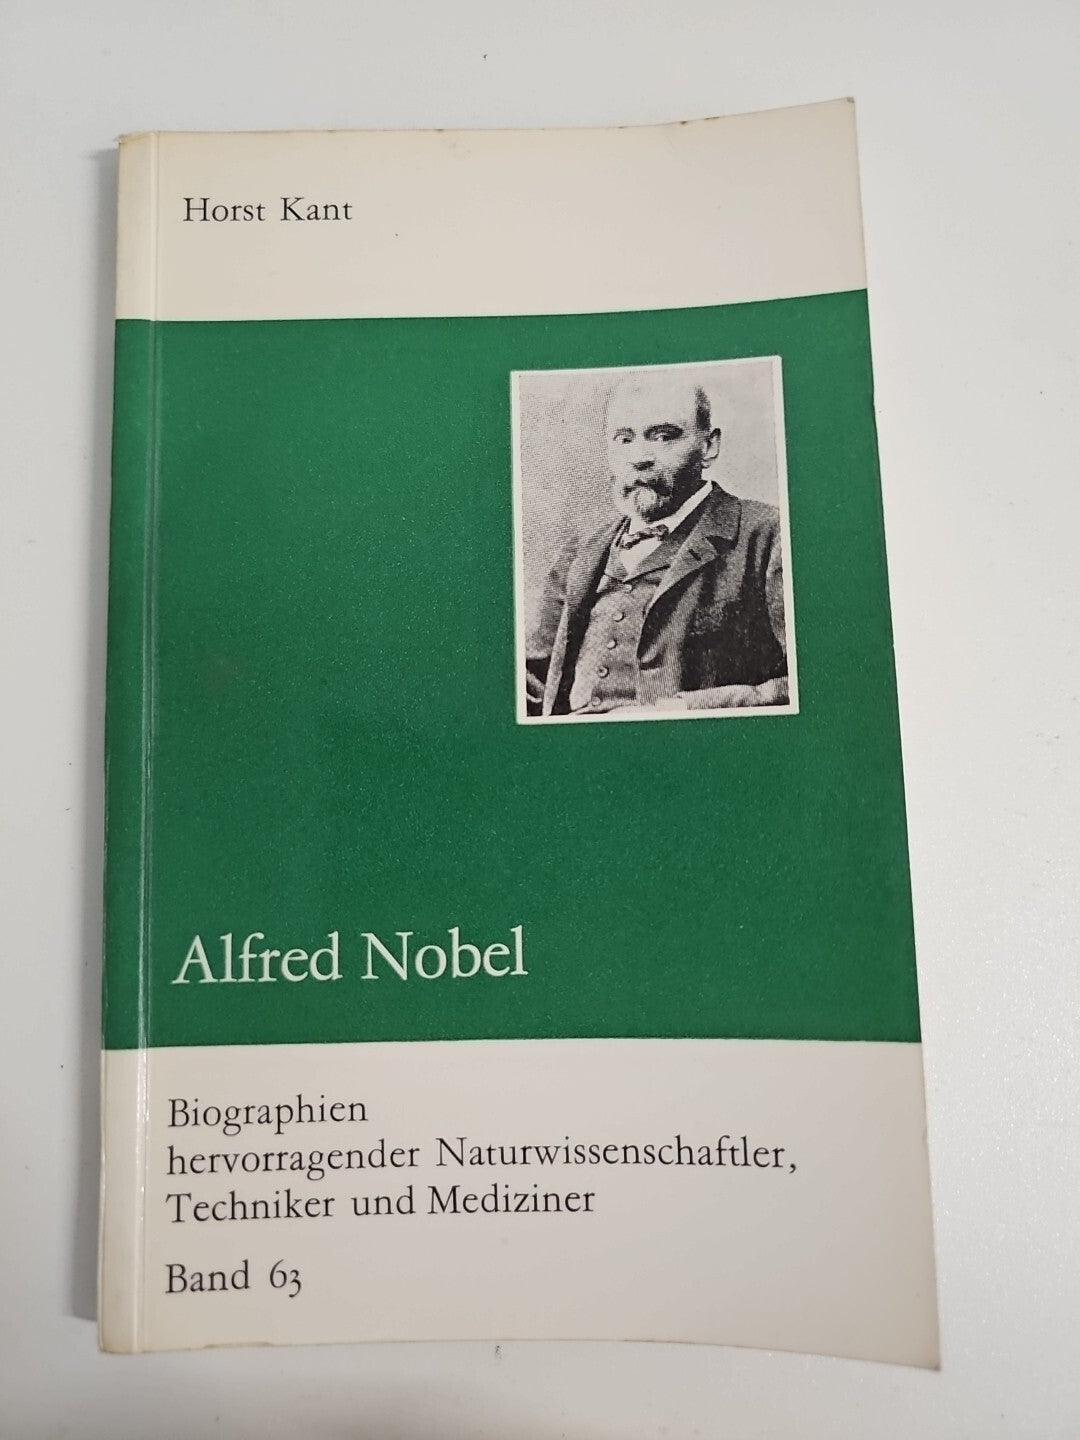 Horst Kant
Alfred Nobel
Biographien
hervorragender Naturwissenschaftler,
Techniker und Mediziner
Band 63